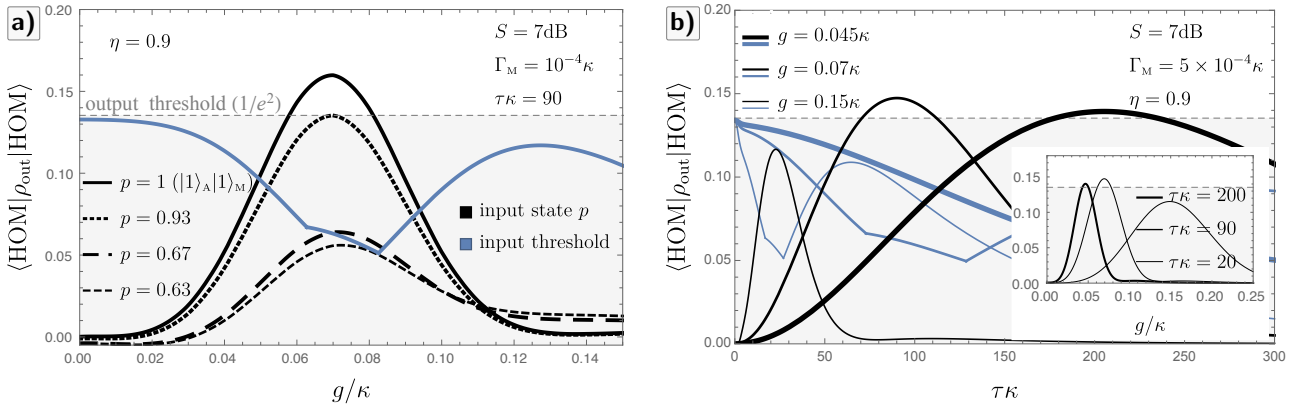 a)
η = 0.9
S = 7dB
Γ_M = 10^{-4}κ
τκ = 90
output threshold (1/e²)
p = 1 (|1⟩_A|1⟩_M)
p = 0.93
p = 0.67
p = 0.63
input state p
input threshold
⟨HOM|ρ_out|HOM⟩
0.20
0.15
0.10
0.05
0.00
0.00 0.02 0.04 0.06 0.08 0.10 0.12 0.14
g/κ
b)
g = 0.045κ
g = 0.07κ
g = 0.15κ
S = 7dB
Γ_M = 5 × 10^{-4}κ
η = 0.9
⟨HOM|ρ_out|HOM⟩
0.20
0.15
0.10
0.05
0.00
0 50 100 150 200 250 300
τκ
0.20
0.15
0.10
0.05
0.00
τκ = 200
τκ = 90
τκ = 20
0.00 0.05 0.10 0.15 0.20 0.25
g/κ